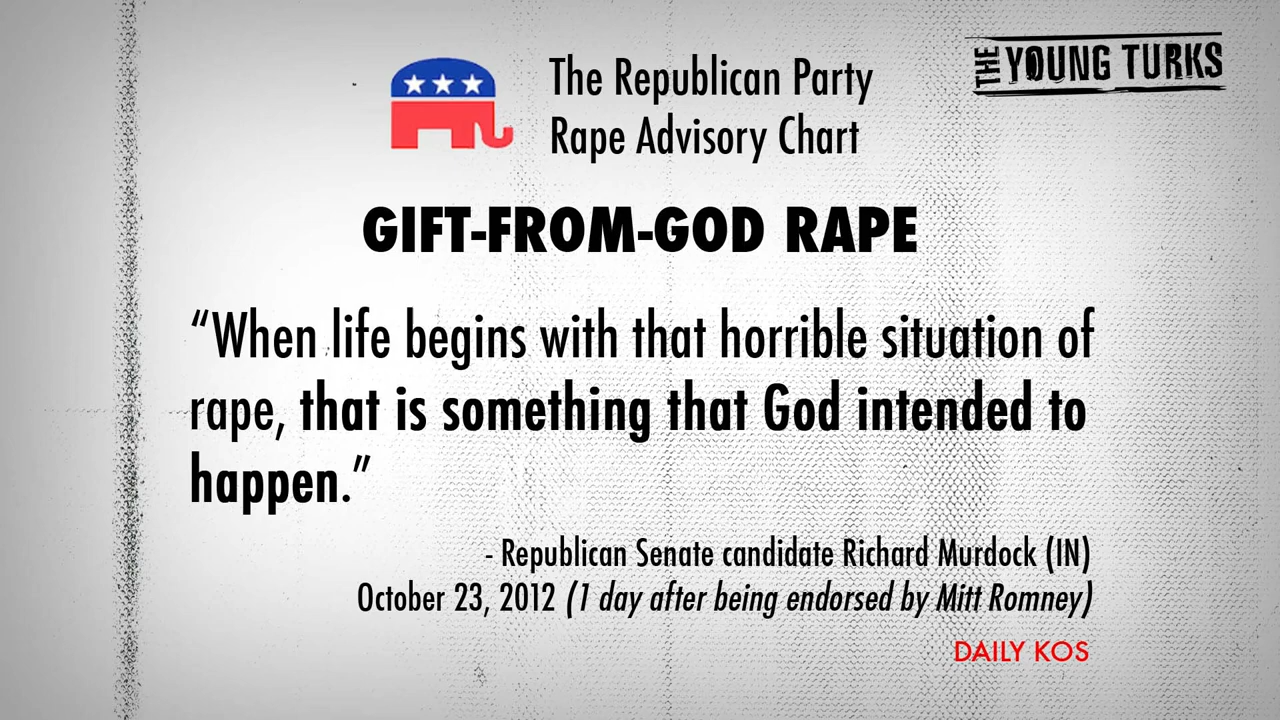 The Republican Party
Rape Advisory Chart
THE YOUNG TURKS
GIFT-FROM-GOD RAPE
“When life begins with that horrible situation of
rape, that is something that God intended to
happen.”
- Republican Senate candidate Richard Murdock (IN)
October 23, 2012 (1 day after being endorsed by Mitt Romney)
DAILY KOS